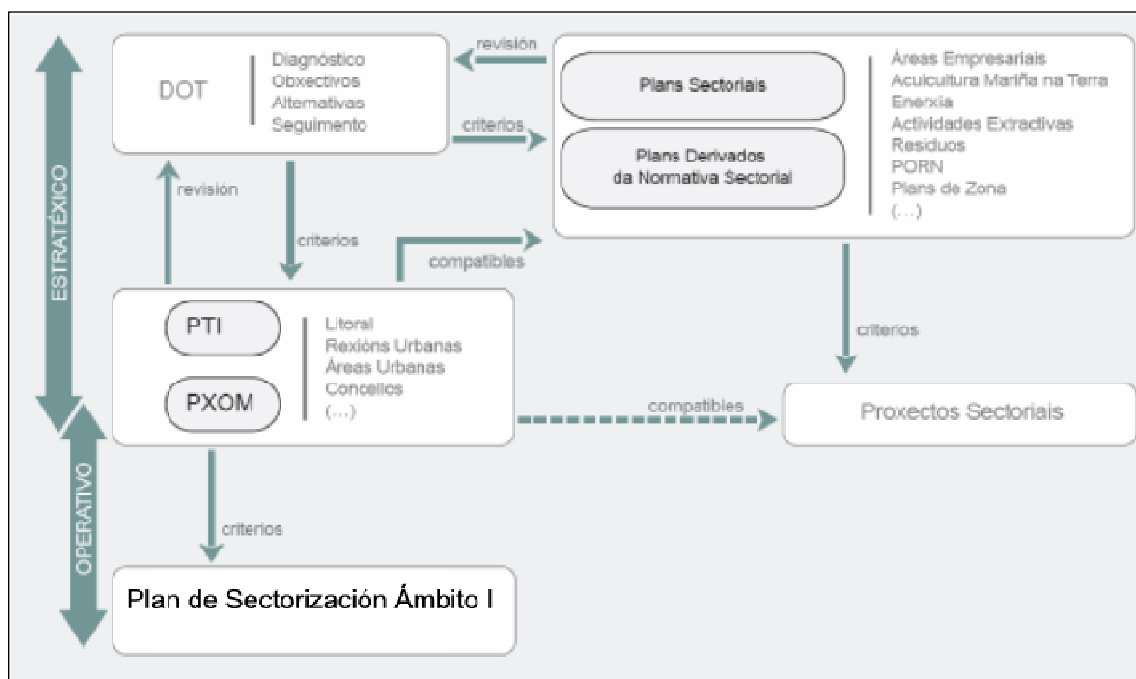 ESTRATÉXICO
OPERATIVO
DOT
Diagnóstico
Obxectivos
Alternativas
Seguimento
revisión
criterios
Plans Sectoriais
Plans Derivados
da Normativa Sectorial
Áreas Empresariais
Acuicultura Mariña na Terra
Enerxia
Actividades Extractivas
Residuos
PORN
Plans de Zona
(...)
revisión
criterios
compatibles
PTI
PXOM
Litoral
Rexións Urbanas
Áreas Urbanas
Concellos
(...)
criterios
compatibles
Proxectos Sectoriais
criterios
Plan de Sectorización Ámbito I